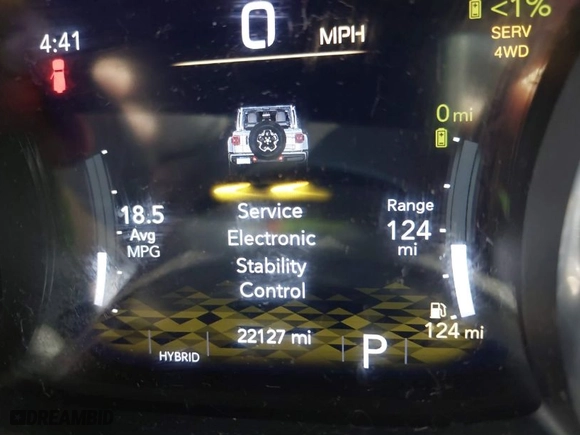 0 MPH
<1%
SERV
4WD
4:41
0 mi
18.5
Avg
MPG
Service
Electronic
Stability
Control
Range
124
mi
124 mi
22127 mi
HYBRID
P
DREAMBID